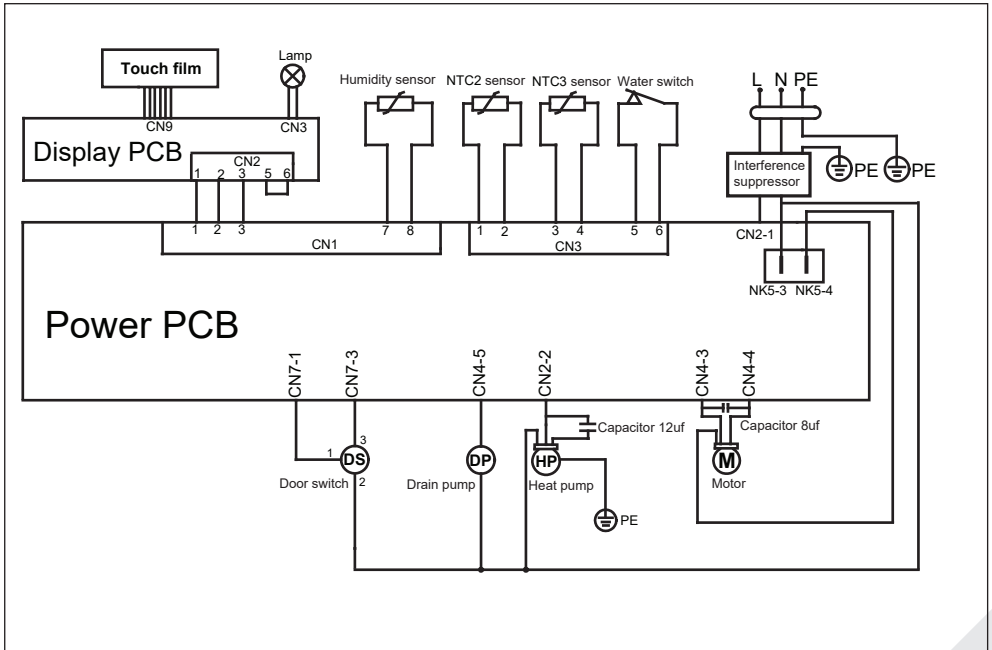 Touch film
Lamp
Humidity sensor
NTC2 sensor
NTC3 sensor
Water switch
L N PE
CN9
CN3
Display PCB
CN2
1 2 3 5 6
Interference
suppressor
PE
PE
1 2 3
7 8
CN1
1 2 3 4 5 6
CN3
CN2-1
NK5-3 NK5-4
Power PCB
CN7-1
CN7-3
CN4-5
CN2-2
CN4-3
CN4-4
Capacitor 12uf
Capacitor 8uf
3
1
DS
2
Door switch
DP
Drain pump
HP
Heat pump
M
Motor
PE